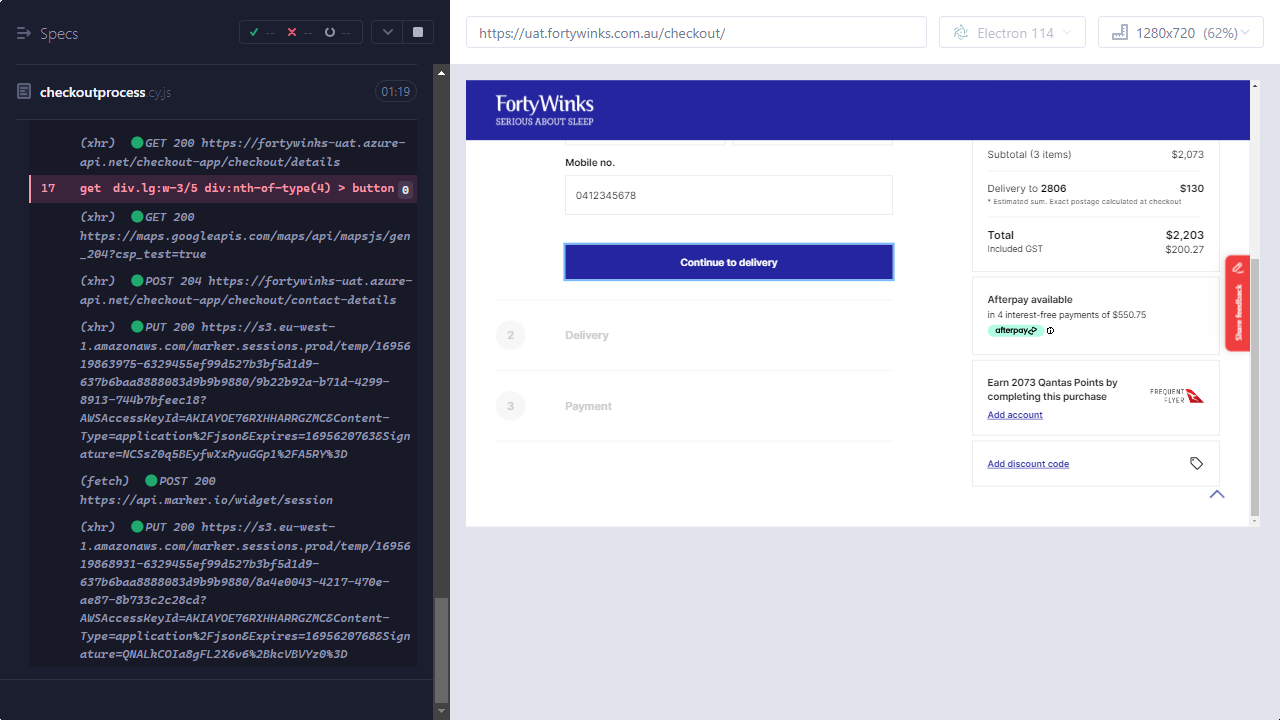 Specs
--
--
--
https://uat.fortywinks.com.au/checkout/
Electron 114
1280x720 (62%)
checkoutprocess.cy.js
01:19
(xhr) GET 200 https://fortywinks-uat.azure-
api.net/checkout-app/checkout/details
17 get div.lg:w-3/5 div:nth-of-type(4) > button 0
(xhr) GET 200
https://maps.googleapis.com/maps/api/mapsjs/gen
_204?csp_test=true
(xhr) POST 204 https://fortywinks-uat.azure-
api.net/checkout-app/checkout/contact-details
(xhr) PUT 200 https://s3.eu-west-
1.amazonaws.com/marker.sessions.prod/temp/16956
19863975-6329455ef99d527b3bf5d1d9-
637b6baa8888083d9b9b9880/9b22b92a-b71d-4299-
8913-744b7bfeec18?
AWSAccessKeyId=AKIAYOE76RXHHARRGZMC&Content-
Type=application%2Fjson&Expires=1695620763&Sig
nature=NCSsZ0q5BEyfwXxRyuGGp1%2FA5RY%3D
(fetch) POST 200
https://api.marker.io/widget/session
(xhr) PUT 200 https://s3.eu-west-
1.amazonaws.com/marker.sessions.prod/temp/16956
19868931-6329455ef99d527b3bf5d1d9-
637b6baa8888083d9b9b9880/8a4e0043-4217-470e-
ae87-8b733c2c28cd?
AWSAccessKeyId=AKIAYOE76RXHHARRGZMC&Content-
Type=application%2Fjson&Expires=1695620768&Sig
nature=QNALkCOIa8gFL2X6v6%2BkcVBVYz0%3D
FortyWinks
SERIOUS ABOUT SLEEP
Mobile no.
0412345678
Continue to delivery
2 Delivery
3 Payment
Subtotal (3 items) $2,073
Delivery to 2806 $130
* Estimated sum. Exact postage calculated at checkout
Total $2,203
Included GST $200.27
Afterpay available
in 4 interest-free payments of $550.75
afterpay
Earn 2073 Qantas Points by
completing this purchase
Add account
FREQUENT
FLYER
Add discount code
Share feedback